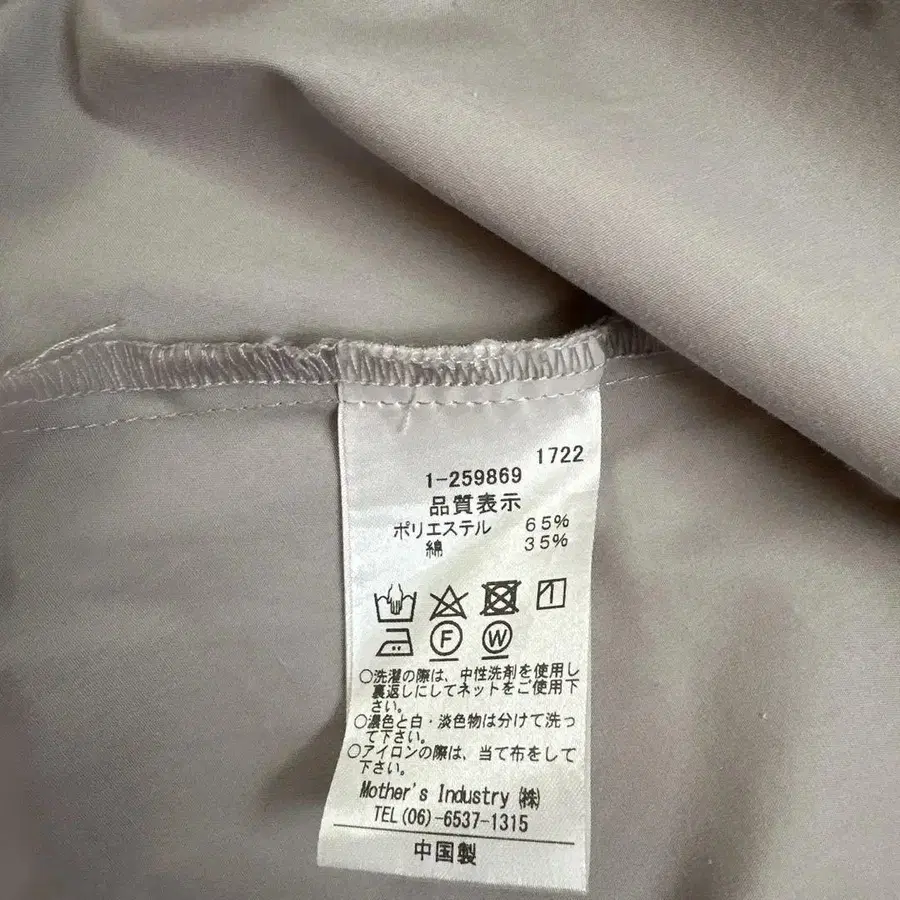 1722
1-259869
品質表示
ポリエステル 65%
綿 35%
F W
○洗濯の際は、中性洗剤を使用し
裏返しにしてネットをご使用下
さい。
○濃色と白・淡色物は分けて洗っ
て下さい。
○アイロンの際は、当て布をして
下さい。
Mother's Industry ㈱
TEL(06)-6537-1315
中国製